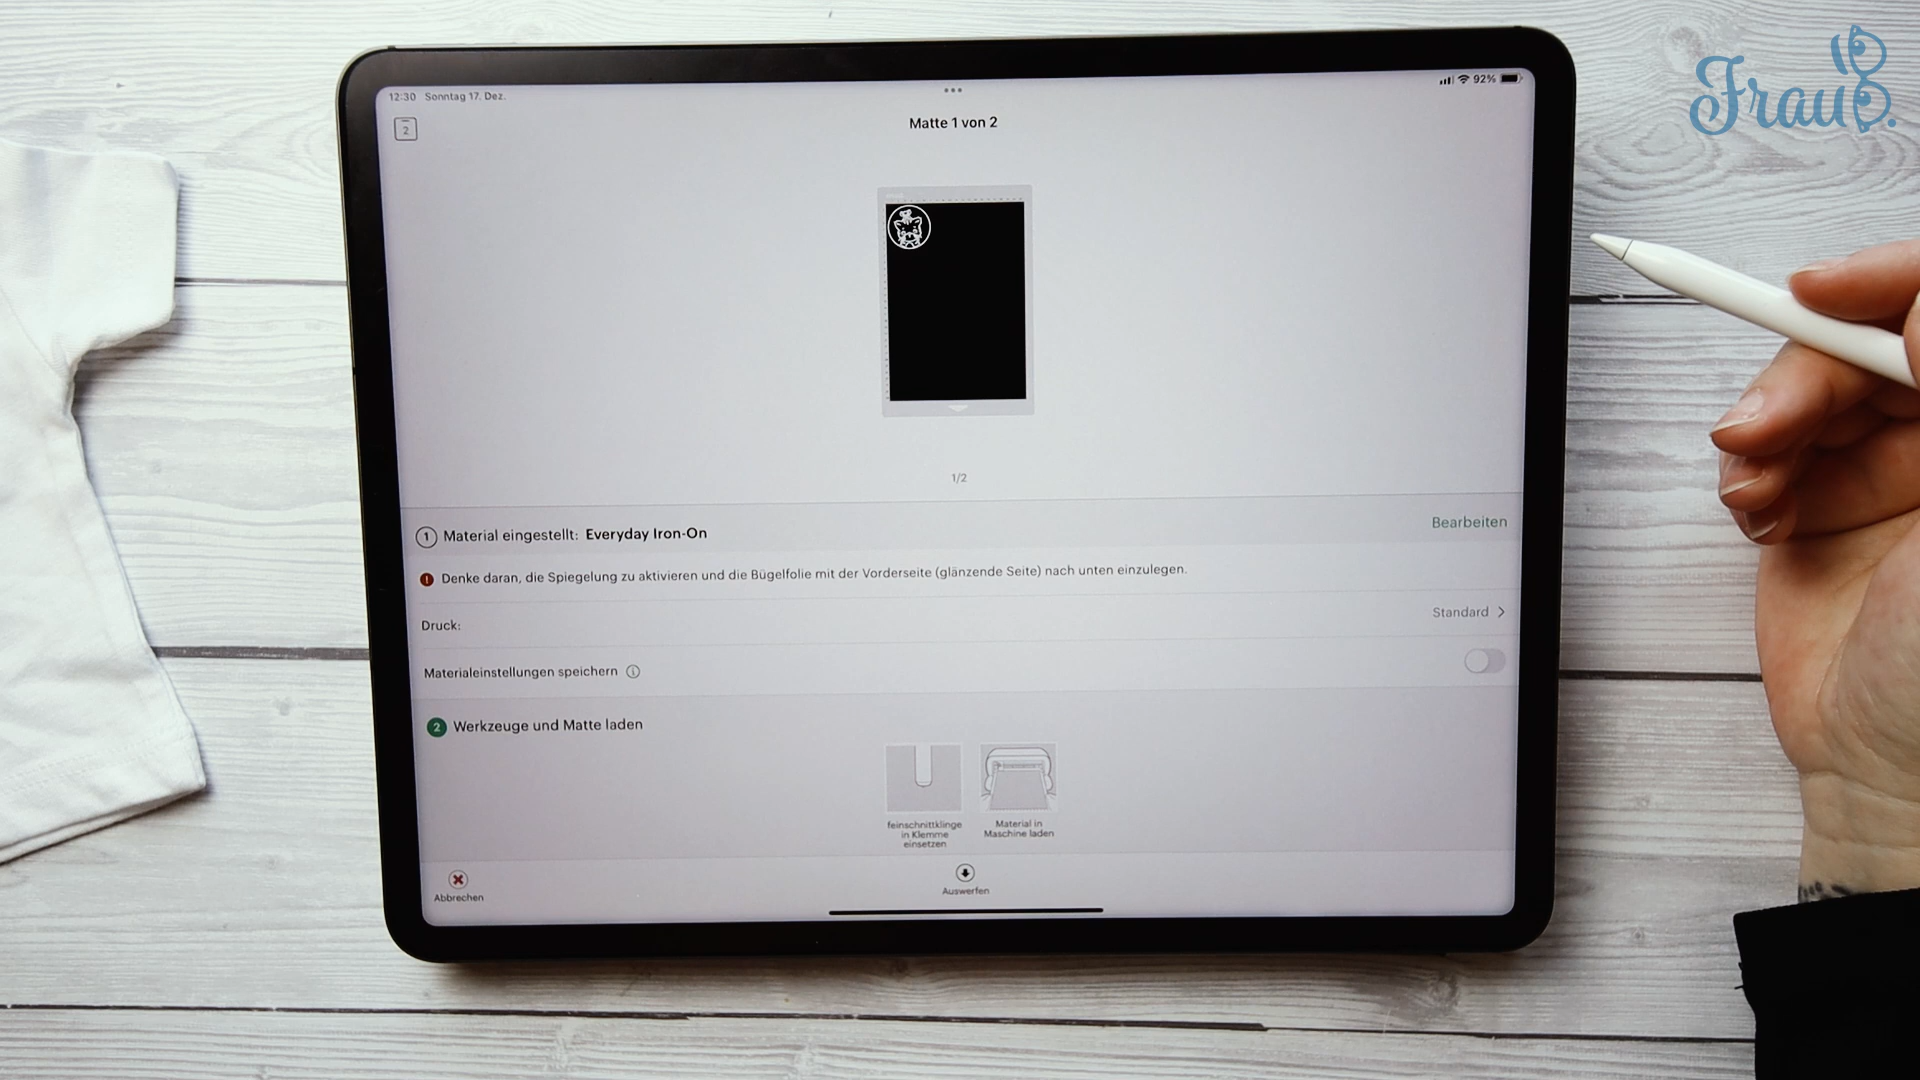 Frau B.
12:30 Sonntag 17. Dez.
92%
2
Matte 1 von 2
1/2
1 Material eingestellt: Everyday Iron-On
Bearbeiten
! Denke daran, die Spiegelung zu aktivieren und die Bügelfolie mit der Vorderseite (glänzende Seite) nach unten einzulegen.
Druck:
Standard
Materialeinstellungen speichern
2 Werkzeuge und Matte laden
feinschnittklinge
in Klemme
einsetzen
Material in
Maschine laden
Abbrechen
Auswerfen